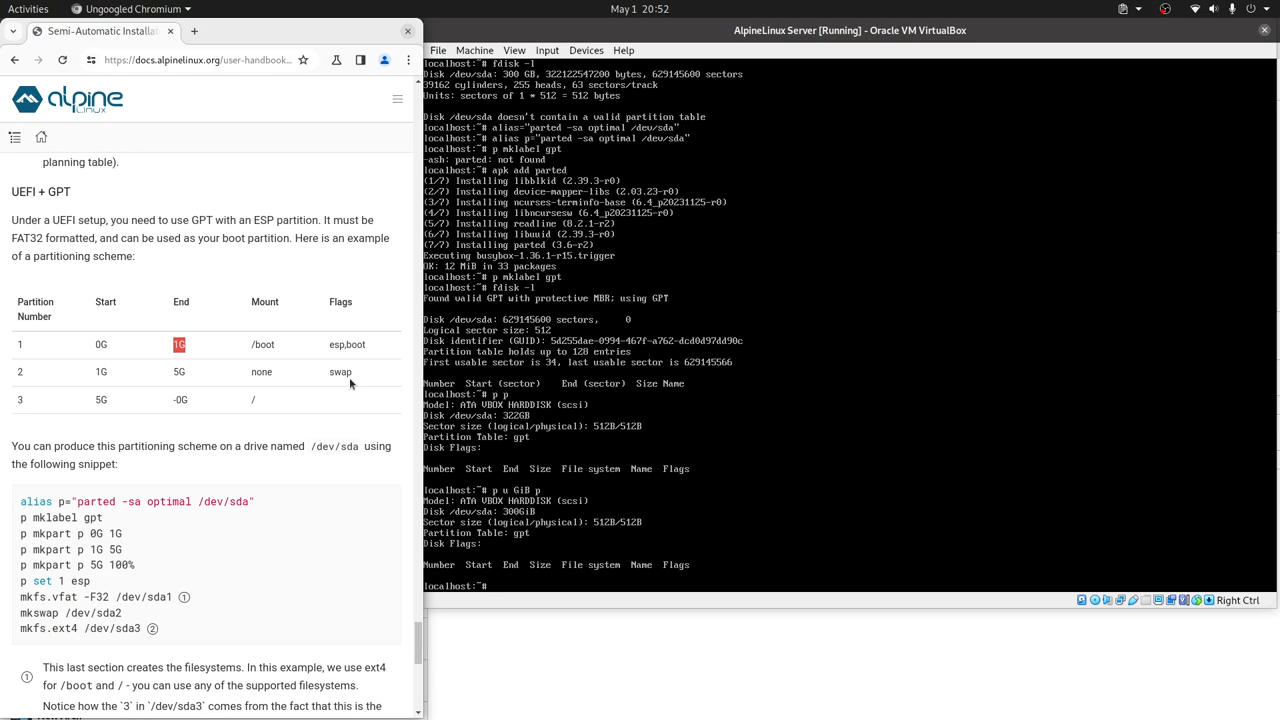 Activities
Ungoogled Chromium
May 1 20:52
Semi-Automatic Installat
https://docs.alpinelinux.org/user-handbook...
alpine
LINUX
planning table).
UEFI + GPT
Under a UEFI setup, you need to use GPT with an ESP partition. It must be
FAT32 formatted, and can be used as your boot partition. Here is an example
of a partitioning scheme:
Partition Number Start End Mount Flags
1 0G 1G /boot esp,boot
2 1G 5G none swap
3 5G -0G /
You can produce this partitioning scheme on a drive named /dev/sda using
the following snippet:
alias p="parted -sa optimal /dev/sda"
p mklabel gpt
p mkpart p 0G 1G
p mkpart p 1G 5G
p mkpart p 5G 100%
p set 1 esp
mkfs.vfat -F32 /dev/sda1 ①
mkswap /dev/sda2
mkfs.ext4 /dev/sda3 ②
① This last section creates the filesystems. In this example, we use ext4
for /boot and / - you can use any of the supported filesystems.
Notice how the `3` in `/dev/sda3` comes from the fact that this is the
AlpineLinux Server [Running] - Oracle VM VirtualBox
File Machine View Input Devices Help
localhost:~# fdisk -l
Disk /dev/sda: 300 GB, 322122547200 bytes, 629145600 sectors
39162 cylinders, 255 heads, 63 sectors/track
Units: sectors of 1 * 512 = 512 bytes
Disk /dev/sda doesn't contain a valid partition table
localhost:~# alias="parted -sa optimal /dev/sda"
localhost:~# alias p="parted -sa optimal /dev/sda"
localhost:~# p mklabel gpt
-ash: parted: not found
localhost:~# apk add parted
(1/7) Installing libblkid (2.39.3-r0)
(2/7) Installing device-mapper-libs (2.03.23-r0)
(3/7) Installing ncurses-terminfo-base (6.4_p20231125-r0)
(4/7) Installing libncursesw (6.4_p20231125-r0)
(5/7) Installing readline (8.2.1-r2)
(6/7) Installing libuuid (2.39.3-r0)
(7/7) Installing parted (3.6-r2)
Executing busybox-1.36.1-r15.trigger
OK: 12 MiB in 33 packages
localhost:~# p mklabel gpt
localhost:~# fdisk -l
Found valid GPT with protective MBR; using GPT
Disk /dev/sda: 629145600 sectors, 0
Logical sector size: 512
Disk identifier (GUID): 5d255dae-0994-467f-a762-dcd0d97dd90c
Partition table holds up to 128 entries
First usable sector is 34, last usable sector is 629145566
Number Start (sector) End (sector) Size Name
localhost:~# p p
Model: ATA VBOX HARDDISK (scsi)
Disk /dev/sda: 322GB
Sector size (logical/physical): 512B/512B
Partition Table: gpt
Disk Flags:
Number Start End Size File system Name Flags
localhost:~# p u GiB p
Model: ATA VBOX HARDDISK (scsi)
Disk /dev/sda: 300GiB
Sector size (logical/physical): 512B/512B
Partition Table: gpt
Disk Flags:
Number Start End Size File system Name Flags
localhost:~#
Right Ctrl